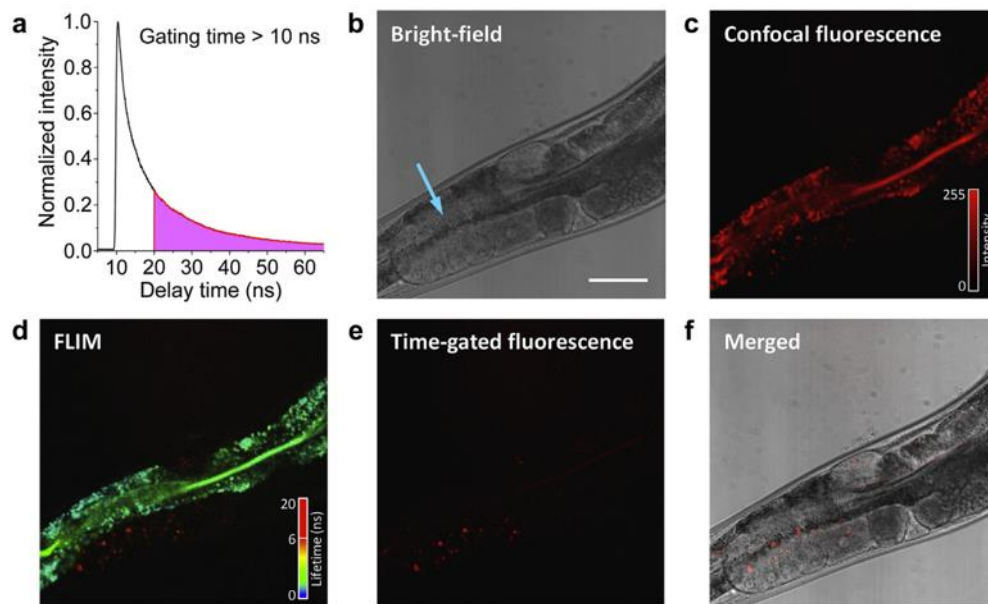 a
Gating time > 10 ns
Normalized intensity
1.0
0.8
0.6
0.4
0.2
0.0
10 20 30 40 50 60
Delay time (ns)
b
Bright-field
c
Confocal fluorescence
255
0
Intensity
d
FLIM
20
6
0
Lifetime (ns)
e
Time-gated fluorescence
f
Merged